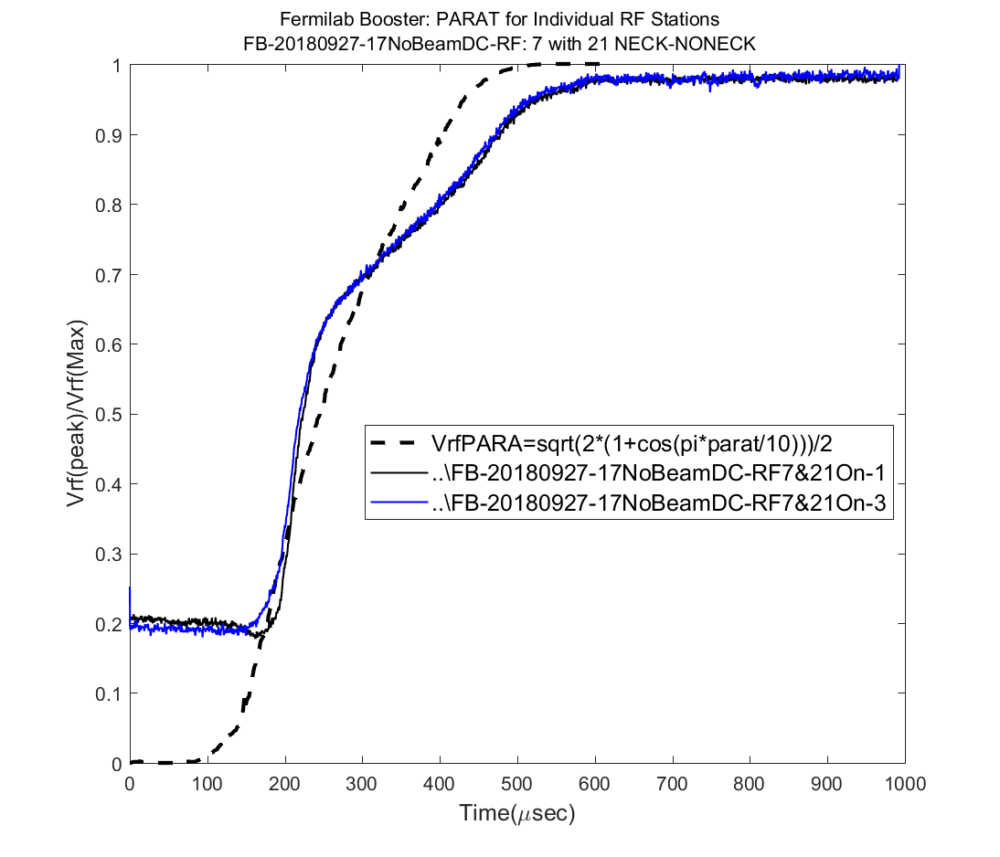 Fermilab Booster: PARAT for Individual RF Stations
FB-20180927-17NoBeamDC-RF: 7 with 21 NECK-NONECK
1
0.9
0.8
0.7
0.6
0.5
0.4
0.3
0.2
0.1
0
Vrf(peak)/Vrf(Max)
VrfPARA=sqrt(2*(1+cos(pi*parat/10)))/2
..\FB-20180927-17NoBeamDC-RF7&21On-1
..\FB-20180927-17NoBeamDC-RF7&21On-3
0 100 200 300 400 500 600 700 800 900 1000
Time(μsec)